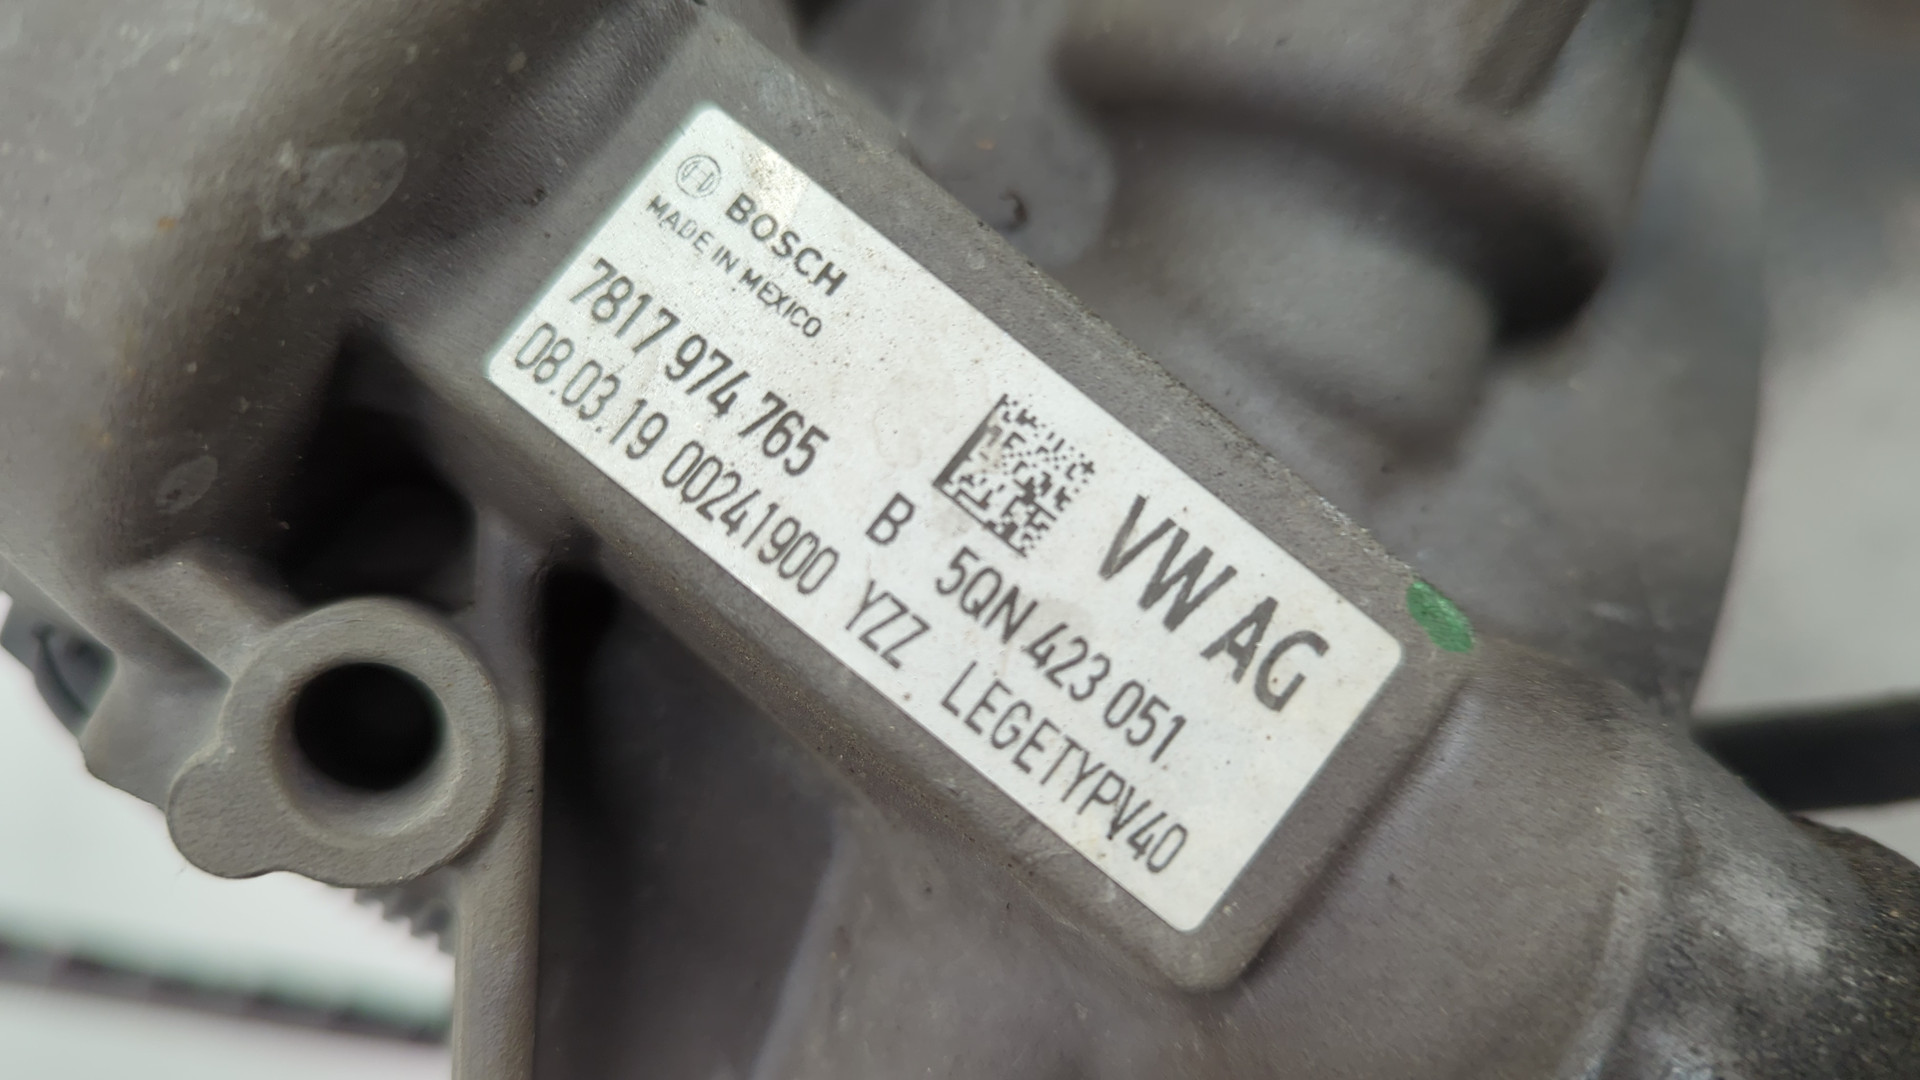 BOSCH
MADE IN MEXICO
VW AG
7817 974 765 B 5QN 423 051
08.03.19 00241900 YZZ LEGETYPV40